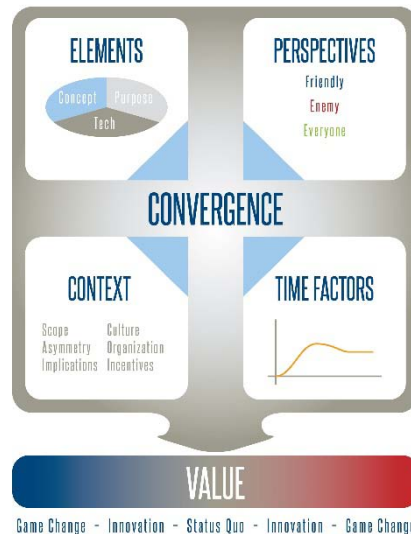 ELEMENTS
Concept
Purpose
Tech
PERSPECTIVES
Friendly
Enemy
Everyone
CONVERGENCE
CONTEXT
Scope Culture
Asymmetry Organization
Implications Incentives
TIME FACTORS
VALUE
Game Change - Innovation - Status Quo - Innovation - Game Change